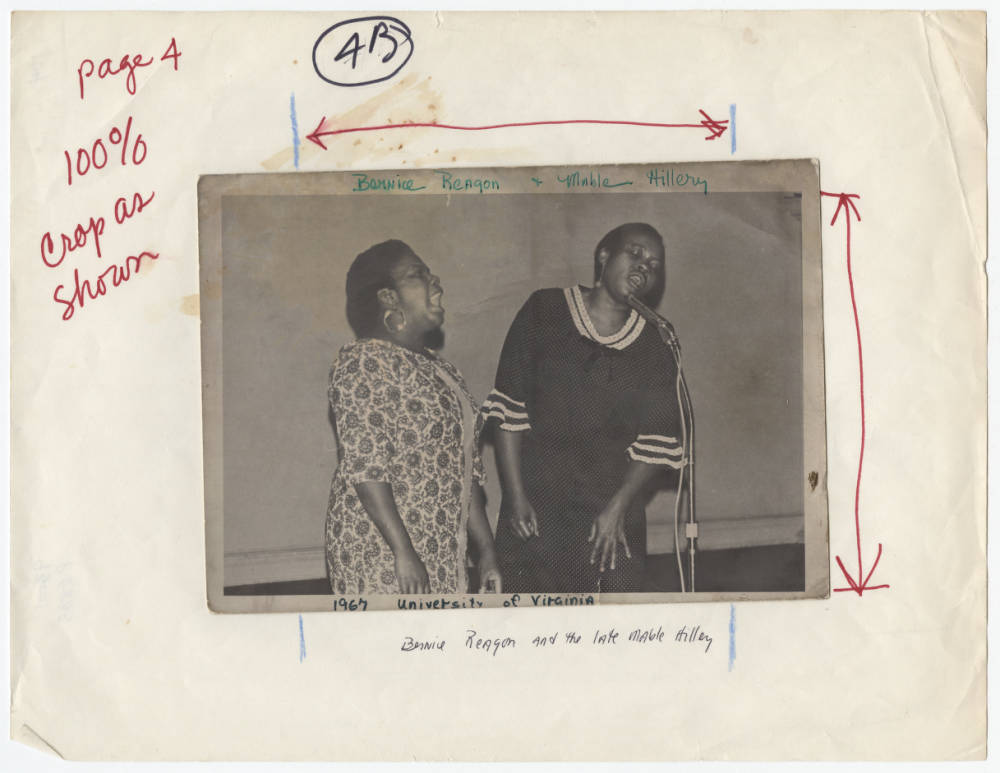 page 4
4B
100%
Crop as
shown
Bernice Reagon + Mable Hillery
1967 University of Virginia
Bernice Reagon and the late Mable Hillery